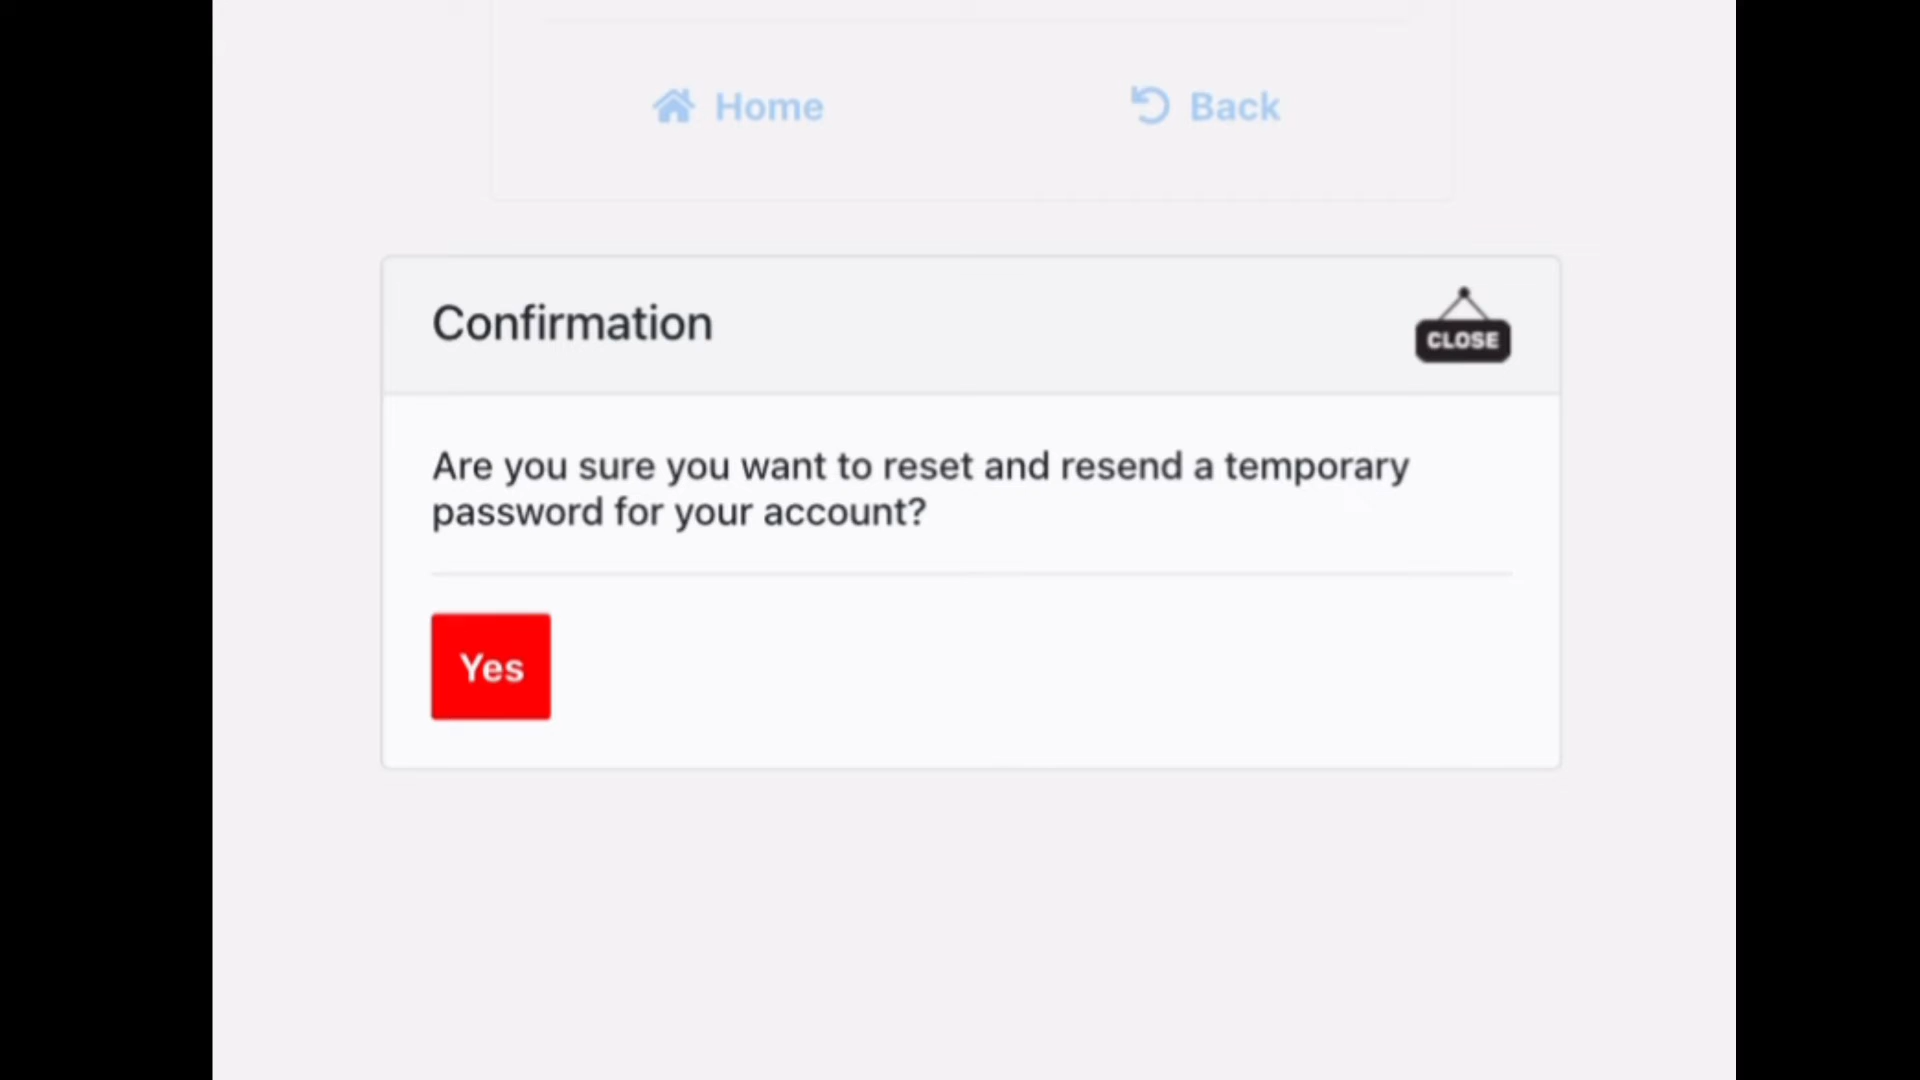 Home
Back
Confirmation
CLOSE
Are you sure you want to reset and resend a temporary
password for your account?
Yes